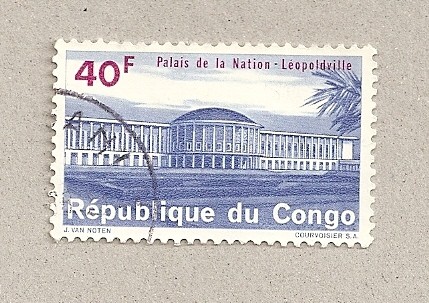 40F Palais de la Nation - Léopoldville
République du Congo
J. VAN NOTEN COURVOISIER S.A.